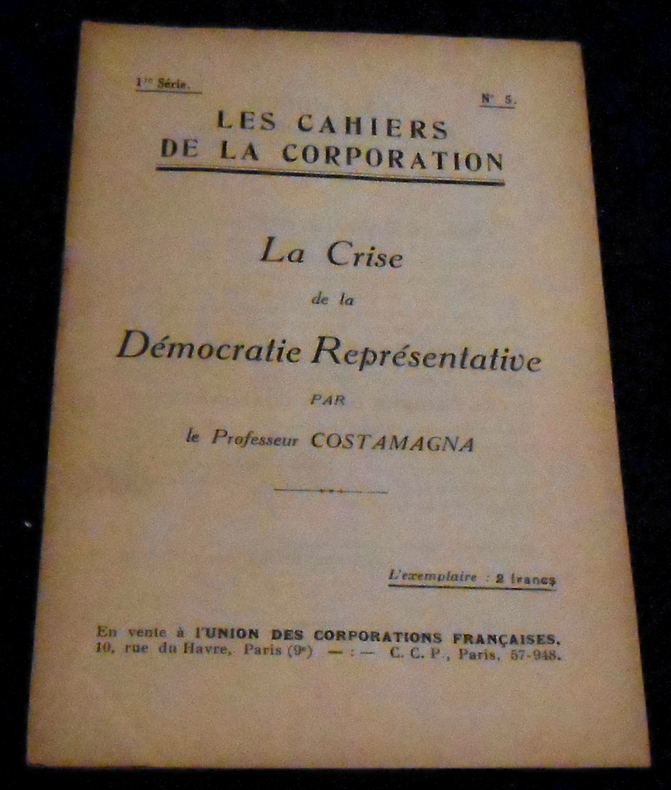 1re Série.
N° 5.
LES CAHIERS
DE LA CORPORATION
La Crise
de la
Démocratie Représentative
PAR
le Professeur COSTAMAGNA
L'exemplaire : 2 francs
En vente à l'UNION DES CORPORATIONS FRANÇAISES.
10, rue du Havre, Paris (9e) — : — C. C. P., Paris, 57-948.